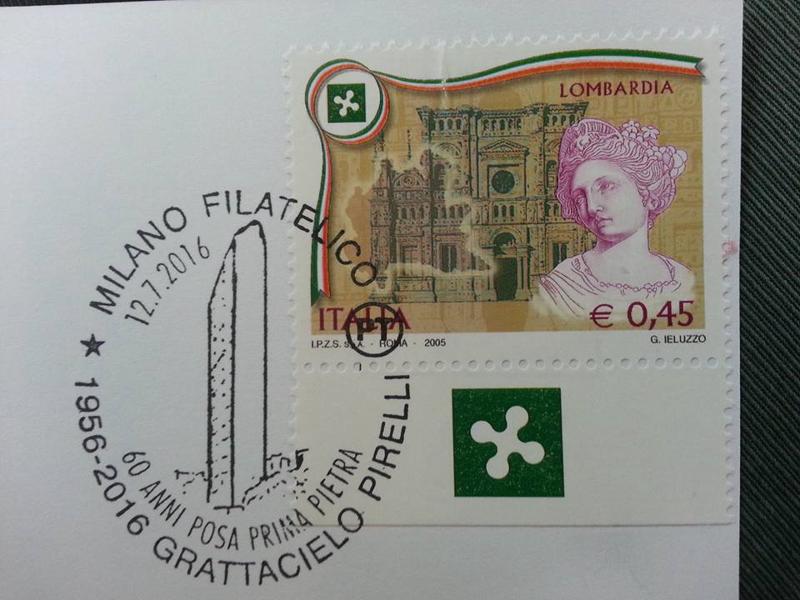 LOMBARDIA
ITALIA
€ 0,45
I.P.Z.S. S.p.A. - ROMA - 2005
G. IELUZZO
MILANO FILATELICO
12.7.2016
PT
★ 1956-2016 GRATTACIELO PIRELLI
60 ANNI POSA PRIMA PIETRA